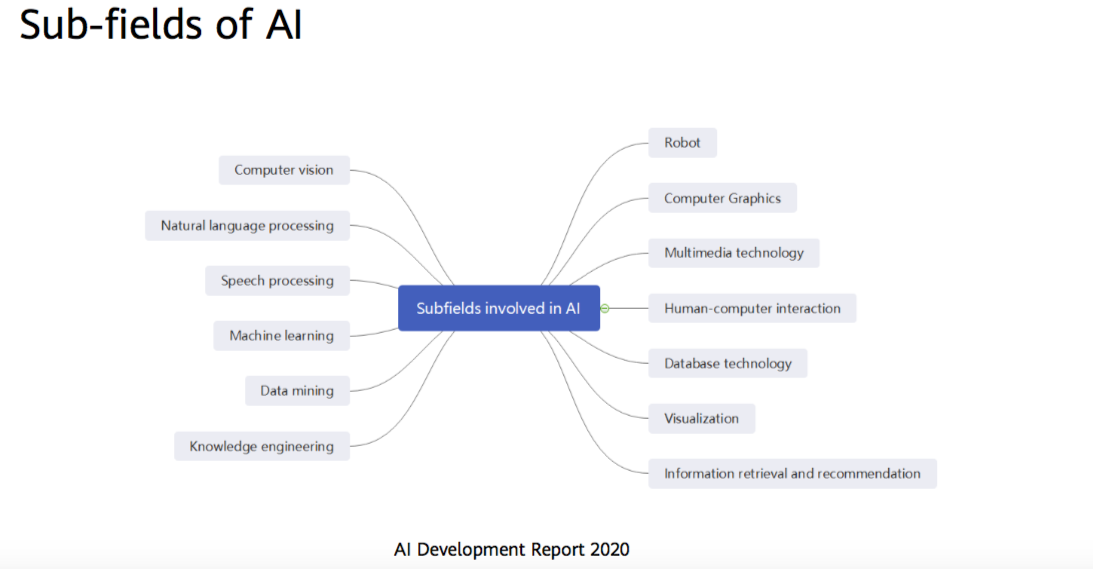 Sub-fields of AI
Computer vision
Natural language processing
Speech processing
Machine learning
Data mining
Knowledge engineering
Subfields involved in AI
Robot
Computer Graphics
Multimedia technology
Human-computer interaction
Database technology
Visualization
Information retrieval and recommendation
AI Development Report 2020